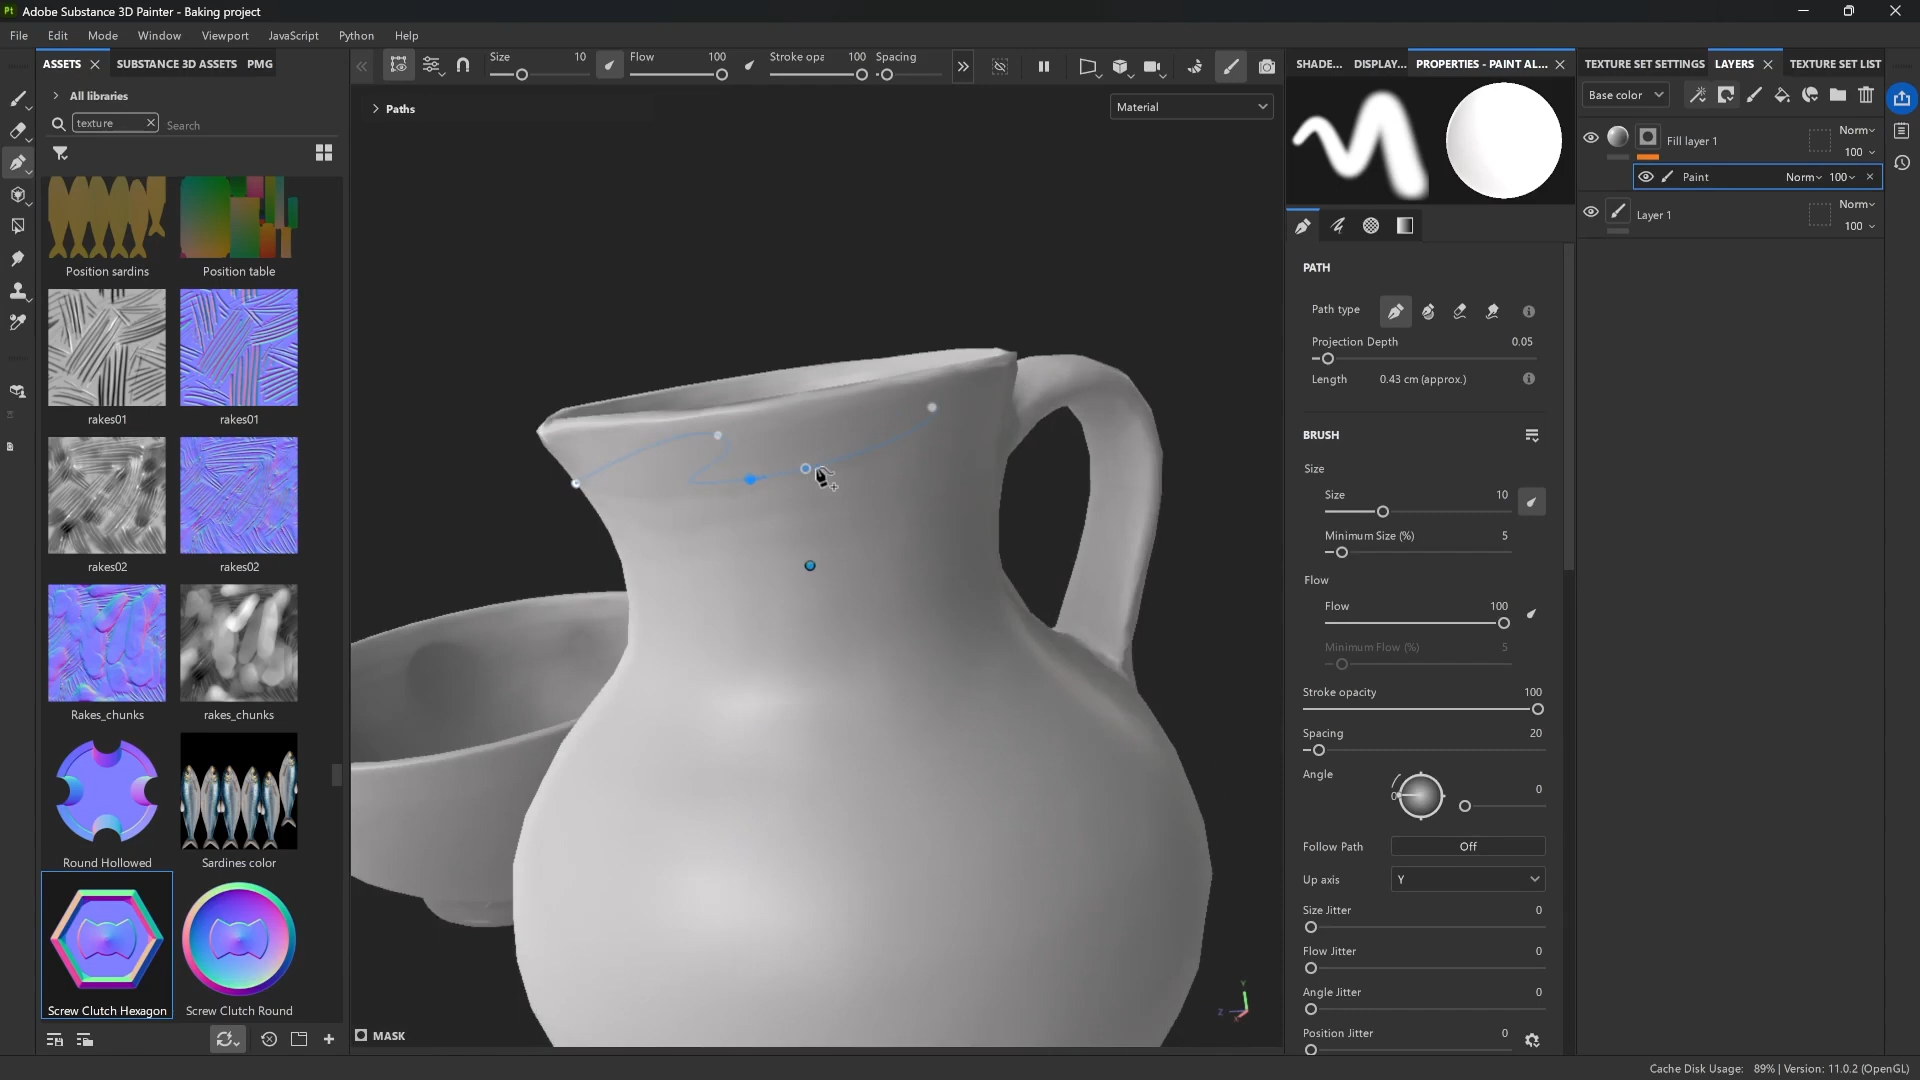 Pt Adobe Substance 3D Painter - Baking project
File Edit Mode Window Viewport JavaScript Python Help
ASSETS SUBSTANCE 3D ASSETS PMG
Size 10 Flow 100 Stroke opa 100 Spacing
SHADE... DISPLAY... PROPERTIES - PAINT AL... TEXTURE SET SETTINGS LAYERS TEXTURE SET LIST
All libraries
texture Search
Paths
Material
Base color
Fill layer 1 Norm 100
Paint Norm 100
Layer 1 Norm 100
Position sardins Position table
rakes01 rakes01
rakes02 rakes02
Rakes_chunks rakes_chunks
Round Hollowed Sardines color
Screw Clutch Hexagon Screw Clutch Round
PATH
Path type
Projection Depth 0.05
Length 0.43 cm (approx.)
BRUSH
Size
Size 10
Minimum Size (%) 5
Flow
Flow 100
Minimum Flow (%) 5
Stroke opacity 100
Spacing 20
Angle 0 0
Follow Path Off
Up axis Y
Size Jitter 0
Flow Jitter 0
Angle Jitter 0
Position Jitter 0
Y
Z X
MASK
Cache Disk Usage: 89% | Version: 11.0.2 (OpenGL)